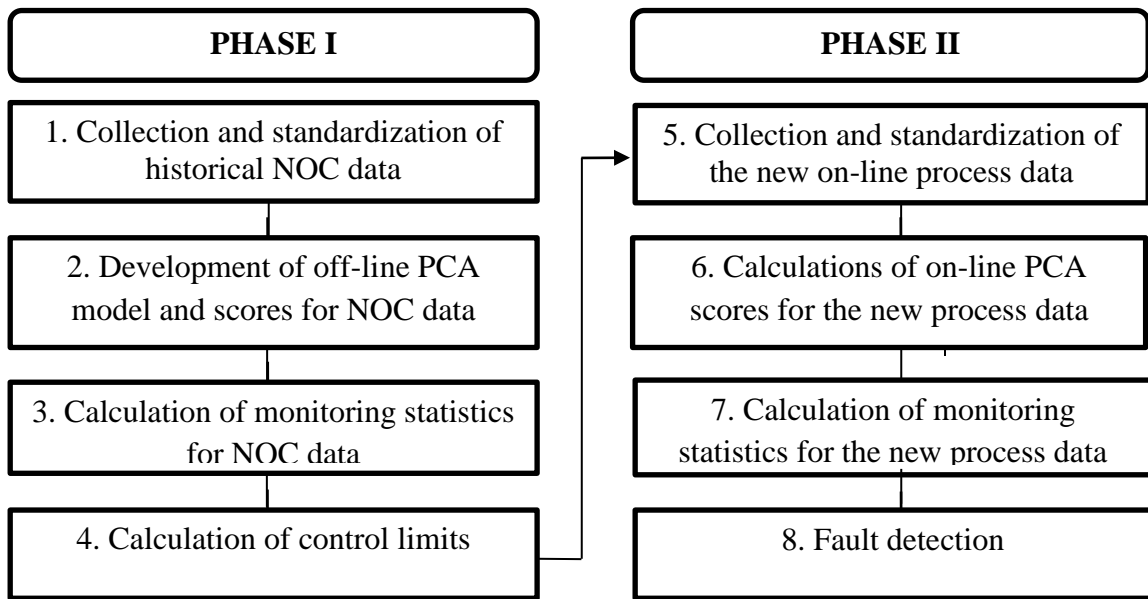 PHASE I
1. Collection and standardization of
historical NOC data
2. Development of off-line PCA
model and scores for NOC data
3. Calculation of monitoring statistics
for NOC data
4. Calculation of control limits
PHASE II
5. Collection and standardization of
the new on-line process data
6. Calculations of on-line PCA
scores for the new process data
7. Calculation of monitoring
statistics for the new process data
8. Fault detection